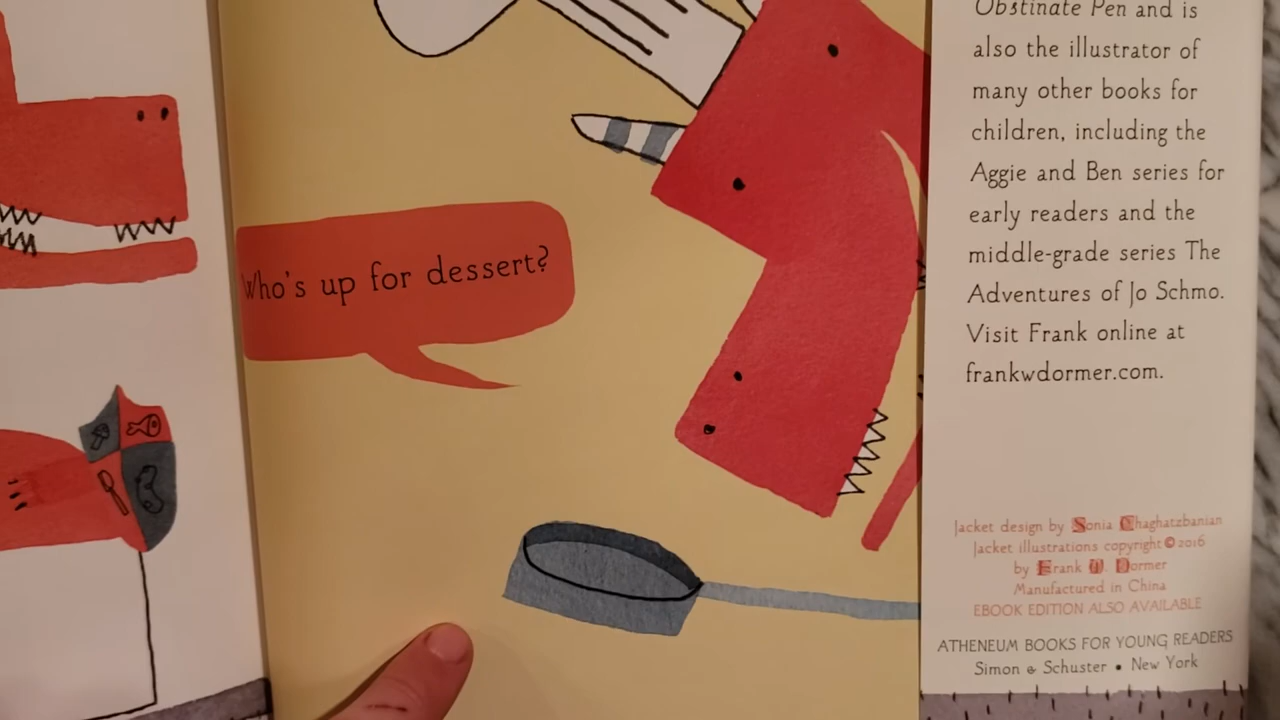 Who's up for dessert?
Obstinate Pen and is
also the illustrator of
many other books for
children, including the
Aggie and Ben series for
early readers and the
middle-grade series The
Adventures of Jo Schmo.
Visit Frank online at
frankwdormer.com.
Jacket design by Sonia Chaghatzbanian
Jacket illustrations copyright © 2016
by Frank W. Dormer
Manufactured in China
EBOOK EDITION ALSO AVAILABLE
ATHENEUM BOOKS FOR YOUNG READERS
Simon & Schuster • New York